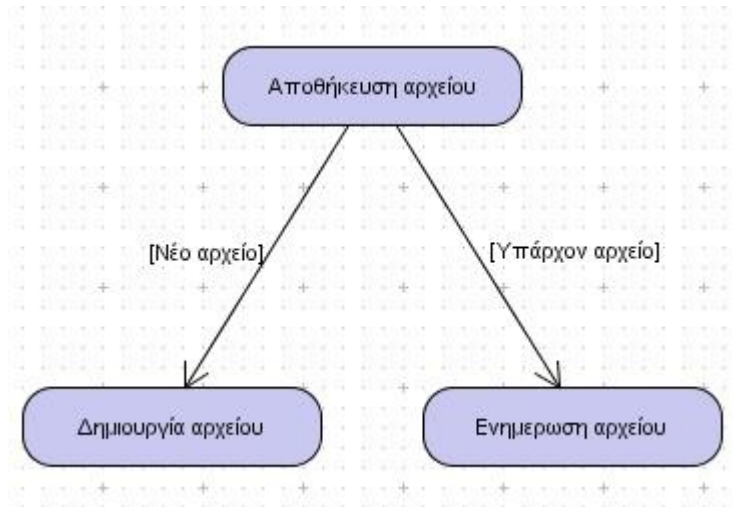 Αποθήκευση αρχείου
[Νέο αρχείο]
[Υπάρχον αρχείο]
Δημιουργία αρχείου
Ενημερωση αρχείου